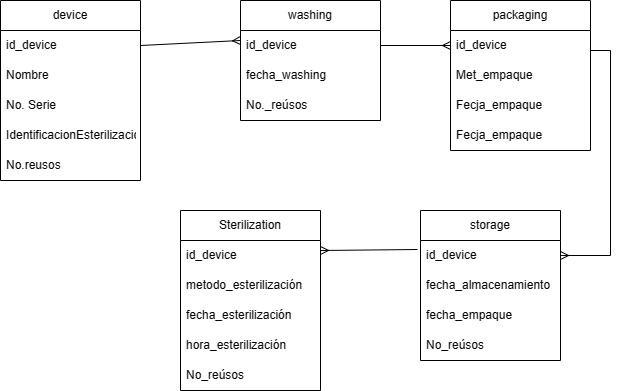 device
id_device
Nombre
No. Serie
IdentificacionEsterilizaci
No.reusos
washing
id_device
fecha_washing
No._reúsos
packaging
id_device
Met_empaque
Fecja_empaque
Fecja_empaque
Sterilization
id_device
metodo_esterilización
fecha_esterilización
hora_esterilización
No_reúsos
storage
id_device
fecha_almacenamiento
fecha_empaque
No_reúsos